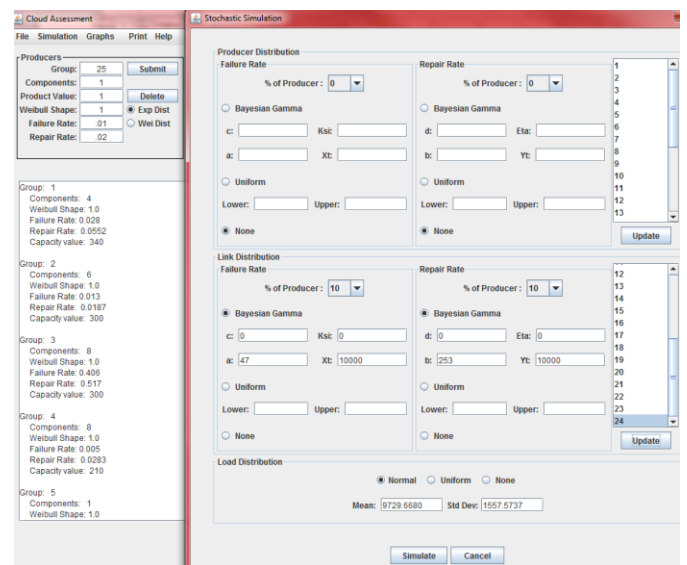 Cloud Assessment
File Simulation Graphs Print Help
Producers
Group: 25 Submit
Components: 1
Product Value: 1 Delete
Weibull Shape: 1 Exp Dist
Failure Rate: .01 Wei Dist
Repair Rate: .02
Group: 1
Components: 4
Weibull Shape: 1.0
Failure Rate: 0.028
Repair Rate: 0.0552
Capacity value: 340
Group: 2
Components: 6
Weibull Shape: 1.0
Failure Rate: 0.013
Repair Rate: 0.0187
Capacity value: 300
Group: 3
Components: 8
Weibull Shape: 1.0
Failure Rate: 0.406
Repair Rate: 0.517
Capacity value: 300
Group: 4
Components: 8
Weibull Shape: 1.0
Failure Rate: 0.005
Repair Rate: 0.0283
Capacity value: 210
Group: 5
Components: 1
Weibull Shape: 1.0
Stochastic Simulation
Producer Distribution
Failure Rate
% of Producer: 0
Bayesian Gamma
c: Ksi:
a: Xt:
Uniform
Lower: Upper:
None
Repair Rate
% of Producer: 0
Bayesian Gamma
d: Eta:
b: Yt:
Uniform
Lower: Upper:
None
1
2
3
4
5
6
7
8
9
10
11
12
13
Update
Link Distribution
Failure Rate
% of Producer: 10
Bayesian Gamma
c: 0 Ksi: 0
a: 47 Xt: 10000
Uniform
Lower: Upper:
None
Repair Rate
% of Producer: 10
Bayesian Gamma
d: 0 Eta: 0
b: 253 Yt: 10000
Uniform
Lower: Upper:
None
12
13
14
15
16
17
18
19
20
21
22
23
24
Update
Load Distribution
Normal Uniform None
Mean: 9729.6680 Std Dev: 1557.5737
Simulate Cancel